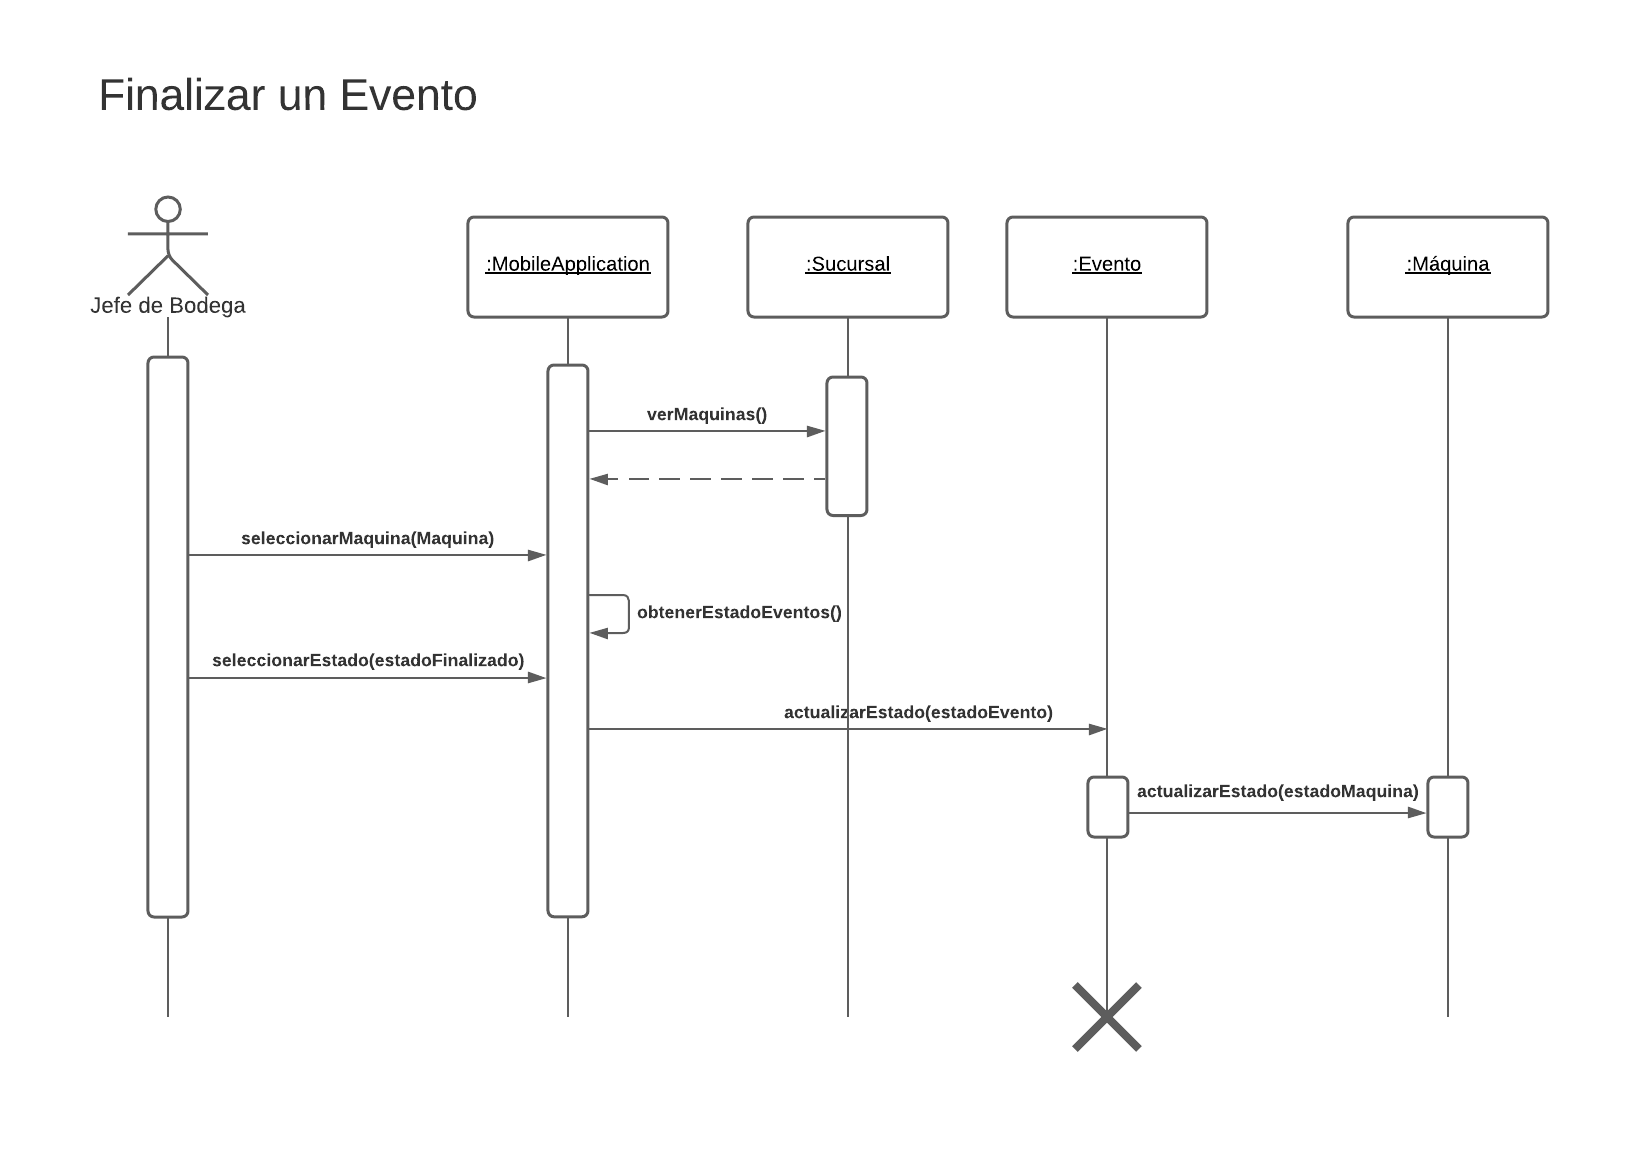 Finalizar un Evento
Jefe de Bodega
:MobileApplication
:Sucursal
:Evento
:Máquina
verMaquinas()
seleccionarMaquina(Maquina)
obtenerEstadoEventos()
seleccionarEstado(estadoFinalizado)
actualizarEstado(estadoEvento)
actualizarEstado(estadoMaquina)